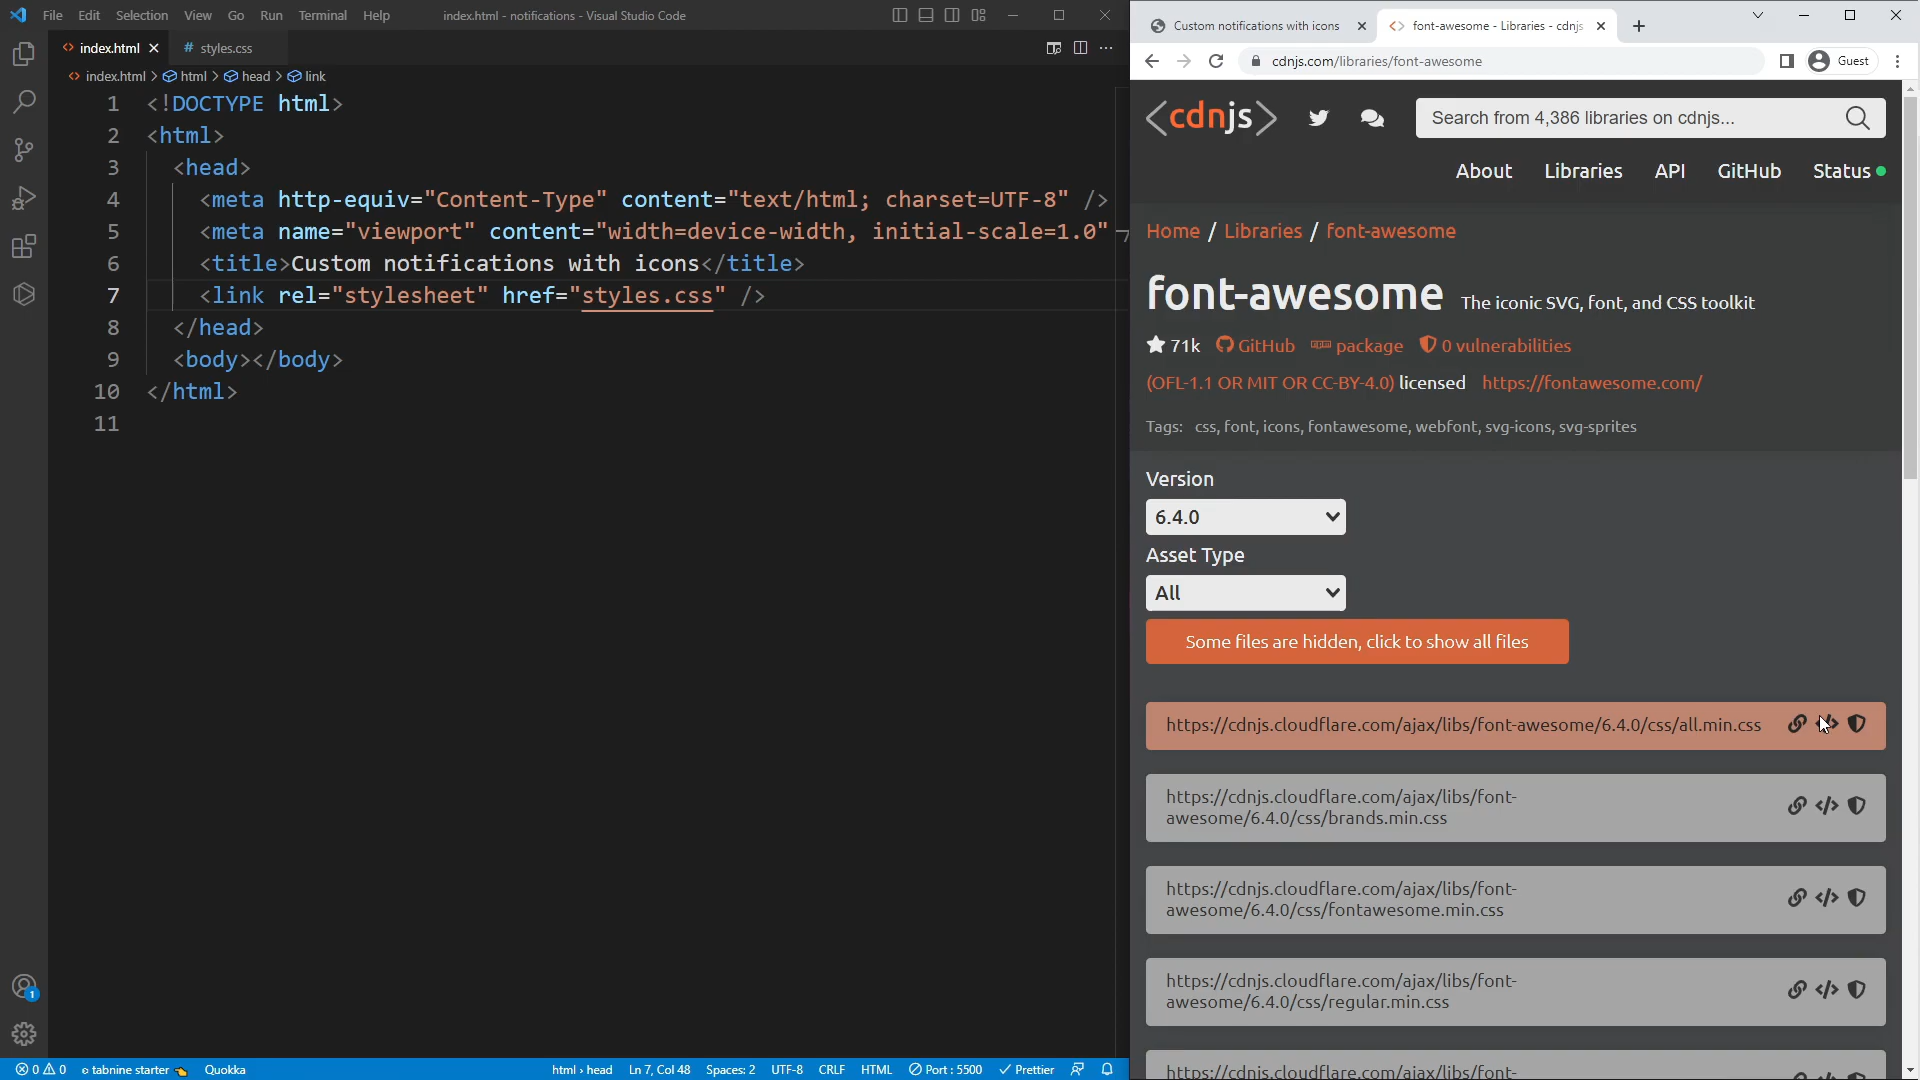 File Edit Selection View Go Run Terminal Help
index.html - notifications - Visual Studio Code
index.html
# styles.css
index.html > html > head > link
1 <!DOCTYPE html>
2 <html>
3 <head>
4 <meta http-equiv="Content-Type" content="text/html; charset=UTF-8" />
5 <meta name="viewport" content="width=device-width, initial-scale=1.0" /
6 <title>Custom notifications with icons</title>
7 <link rel="stylesheet" href="styles.css" />
8 </head>
9 <body></body>
10 </html>
11
1
0 0 tabnine starter Quokka
html › head Ln 7, Col 48 Spaces: 2 UTF-8 CRLF HTML Port : 5500 Prettier
Custom notifications with icons
font-awesome - Libraries - cdnjs
cdnjs.com/libraries/font-awesome
Guest
<cdnjs>
Search from 4,386 libraries on cdnjs...
About Libraries API GitHub Status
Home / Libraries / font-awesome
font-awesome The iconic SVG, font, and CSS toolkit
71k GitHub npm package 0 vulnerabilities
(OFL-1.1 OR MIT OR CC-BY-4.0) licensed https://fontawesome.com/
Tags: css, font, icons, fontawesome, webfont, svg-icons, svg-sprites
Version
6.4.0
Asset Type
All
Some files are hidden, click to show all files
https://cdnjs.cloudflare.com/ajax/libs/font-awesome/6.4.0/css/all.min.css
https://cdnjs.cloudflare.com/ajax/libs/font-
awesome/6.4.0/css/brands.min.css
https://cdnjs.cloudflare.com/ajax/libs/font-
awesome/6.4.0/css/fontawesome.min.css
https://cdnjs.cloudflare.com/ajax/libs/font-
awesome/6.4.0/css/regular.min.css
https://cdnjs.cloudflare.com/ajax/libs/font-